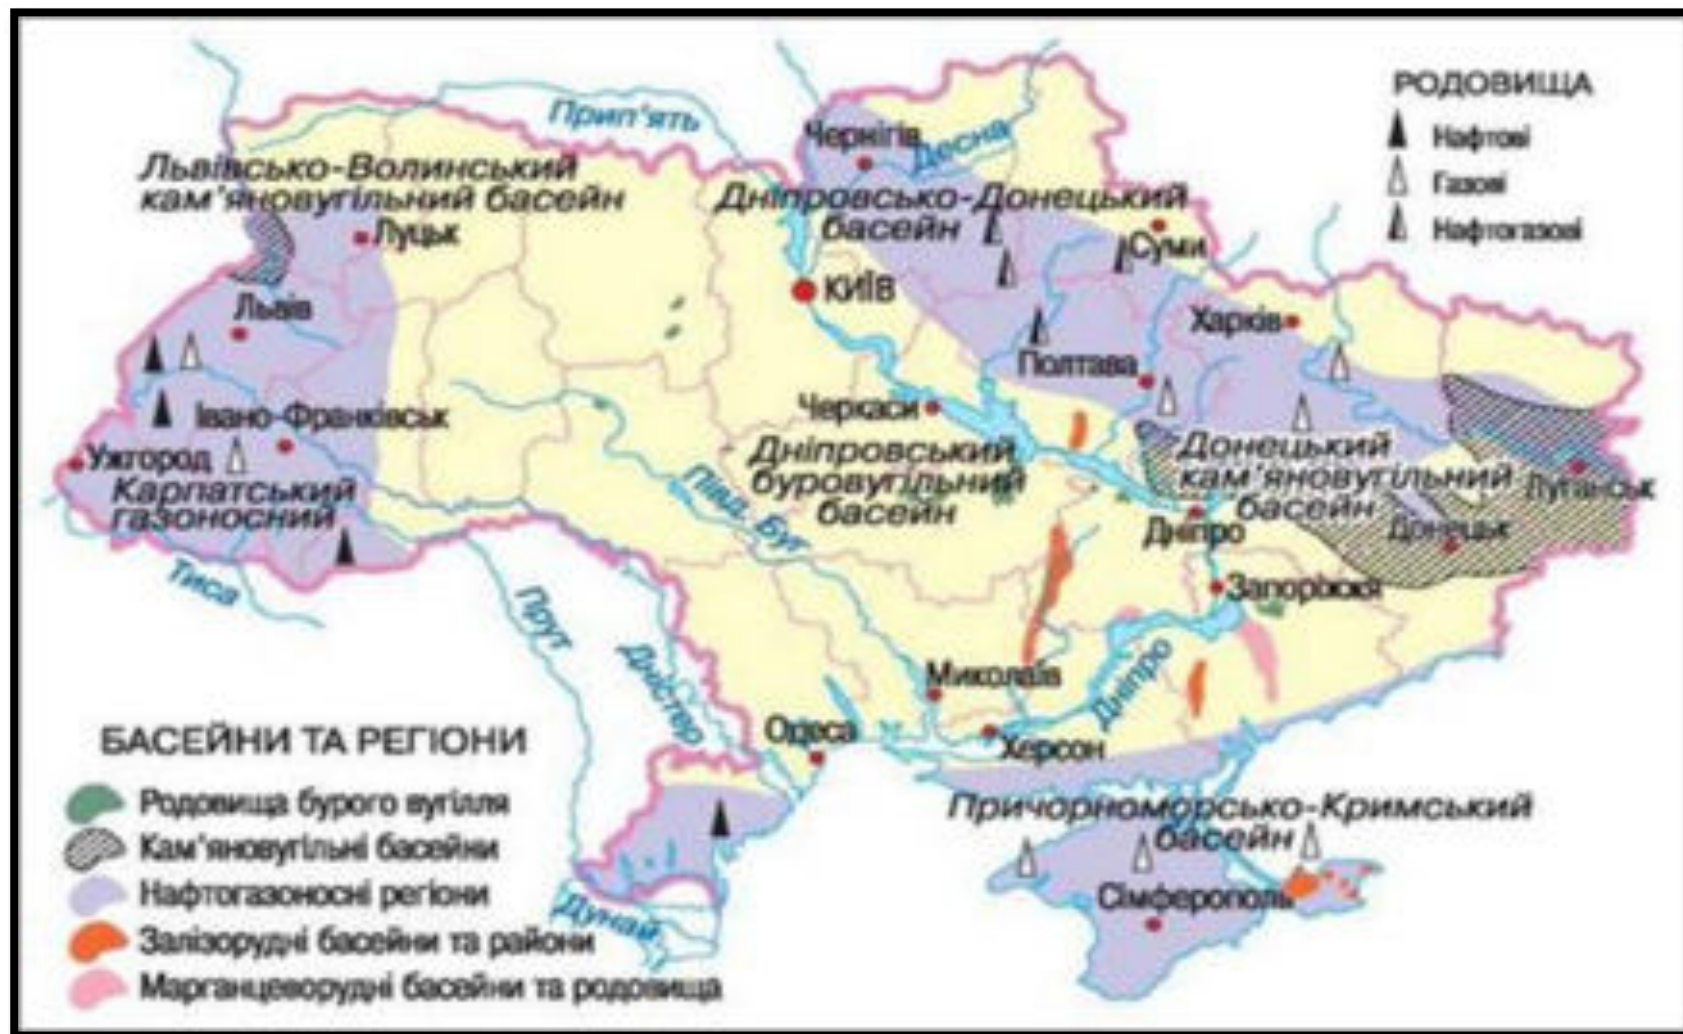 Прип'ять
Чернігів
Десна
Львівсько-Волинський
кам'яновугільний басейн
Дніпровсько-Донецький
басейн
Луцьк
Суми
КИЇВ
Львів
Харків
Полтава
Івано-Франківськ
Черкаси
Ужгород
Карпатський
газоносний
Дніпровський
буровугільний
басейн
Донецький
кам'яновугільний
басейн
Луганськ
Півд. Буг
Дніпро
Донецьк
Тиса
Прут
Запоріжжя
Дністер
Миколаїв
Дніпро
Одеса
Херсон
Причорноморсько-Кримський
басейн
Сімферополь
Дунай
РОДОВИЩА
Нафтові
Газові
Нафтогазові
БАСЕЙНИ ТА РЕГІОНИ
Родовища бурого вугілля
Кам'яновугільні басейни
Нафтогазоносні регіони
Залізорудні басейни та райони
Марганцеворудні басейни та родовища